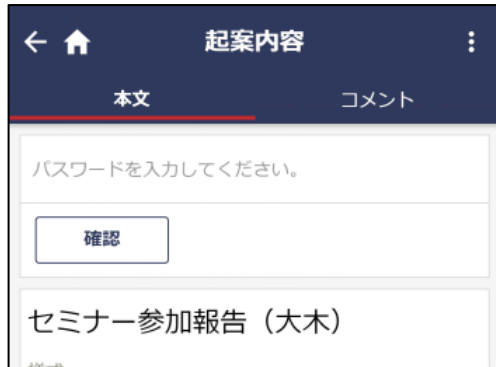 起案内容
本文 コメント
パスワードを入力してください。
確認
セミナー参加報告（大木）